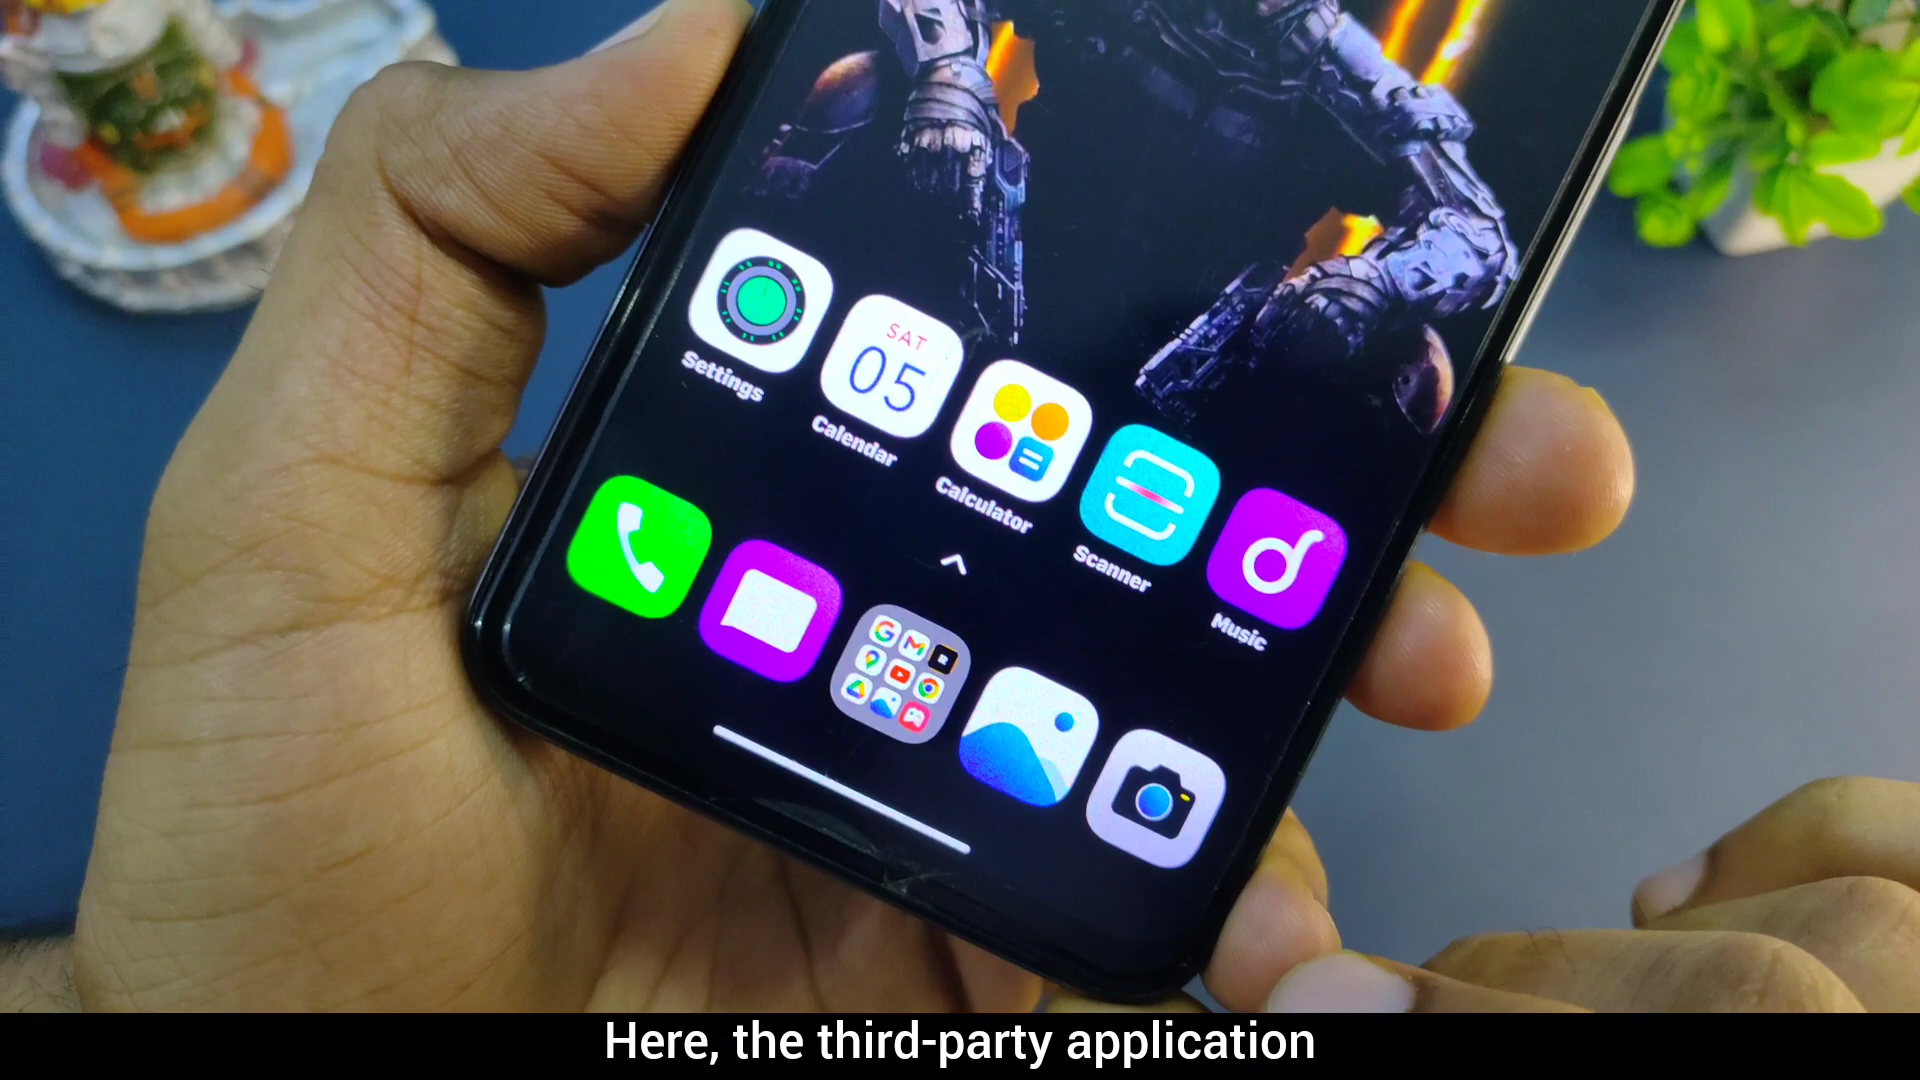 SAT
05
Settings
Calendar
Calculator
Scanner
Music
Here, the third-party application